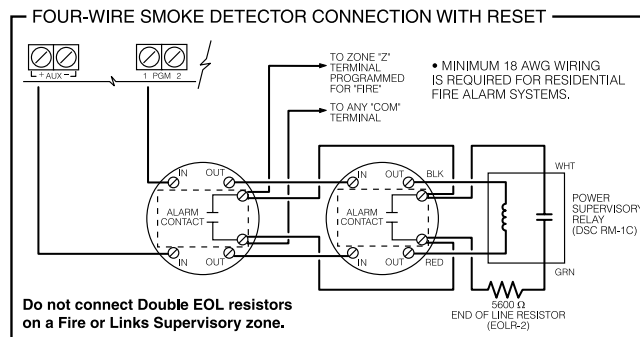 FOUR-WIRE SMOKE DETECTOR CONNECTION WITH RESET
+ AUX –
1 PGM 2
TO ZONE "Z"
TERMINAL
PROGRAMMED
FOR "FIRE"
TO ANY "COM"
TERMINAL
• MINIMUM 18 AWG WIRING
IS REQUIRED FOR RESIDENTIAL
FIRE ALARM SYSTEMS.
IN OUT
IN OUT
BLK
WHT
ALARM
CONTACT
ALARM
CONTACT
POWER
SUPERVISORY
RELAY
(DSC RM-1C)
IN OUT
IN OUT
RED
GRN
5600 Ω
END OF LINE RESISTOR
(EOLR-2)
Do not connect Double EOL resistors
on a Fire or Links Supervisory zone.